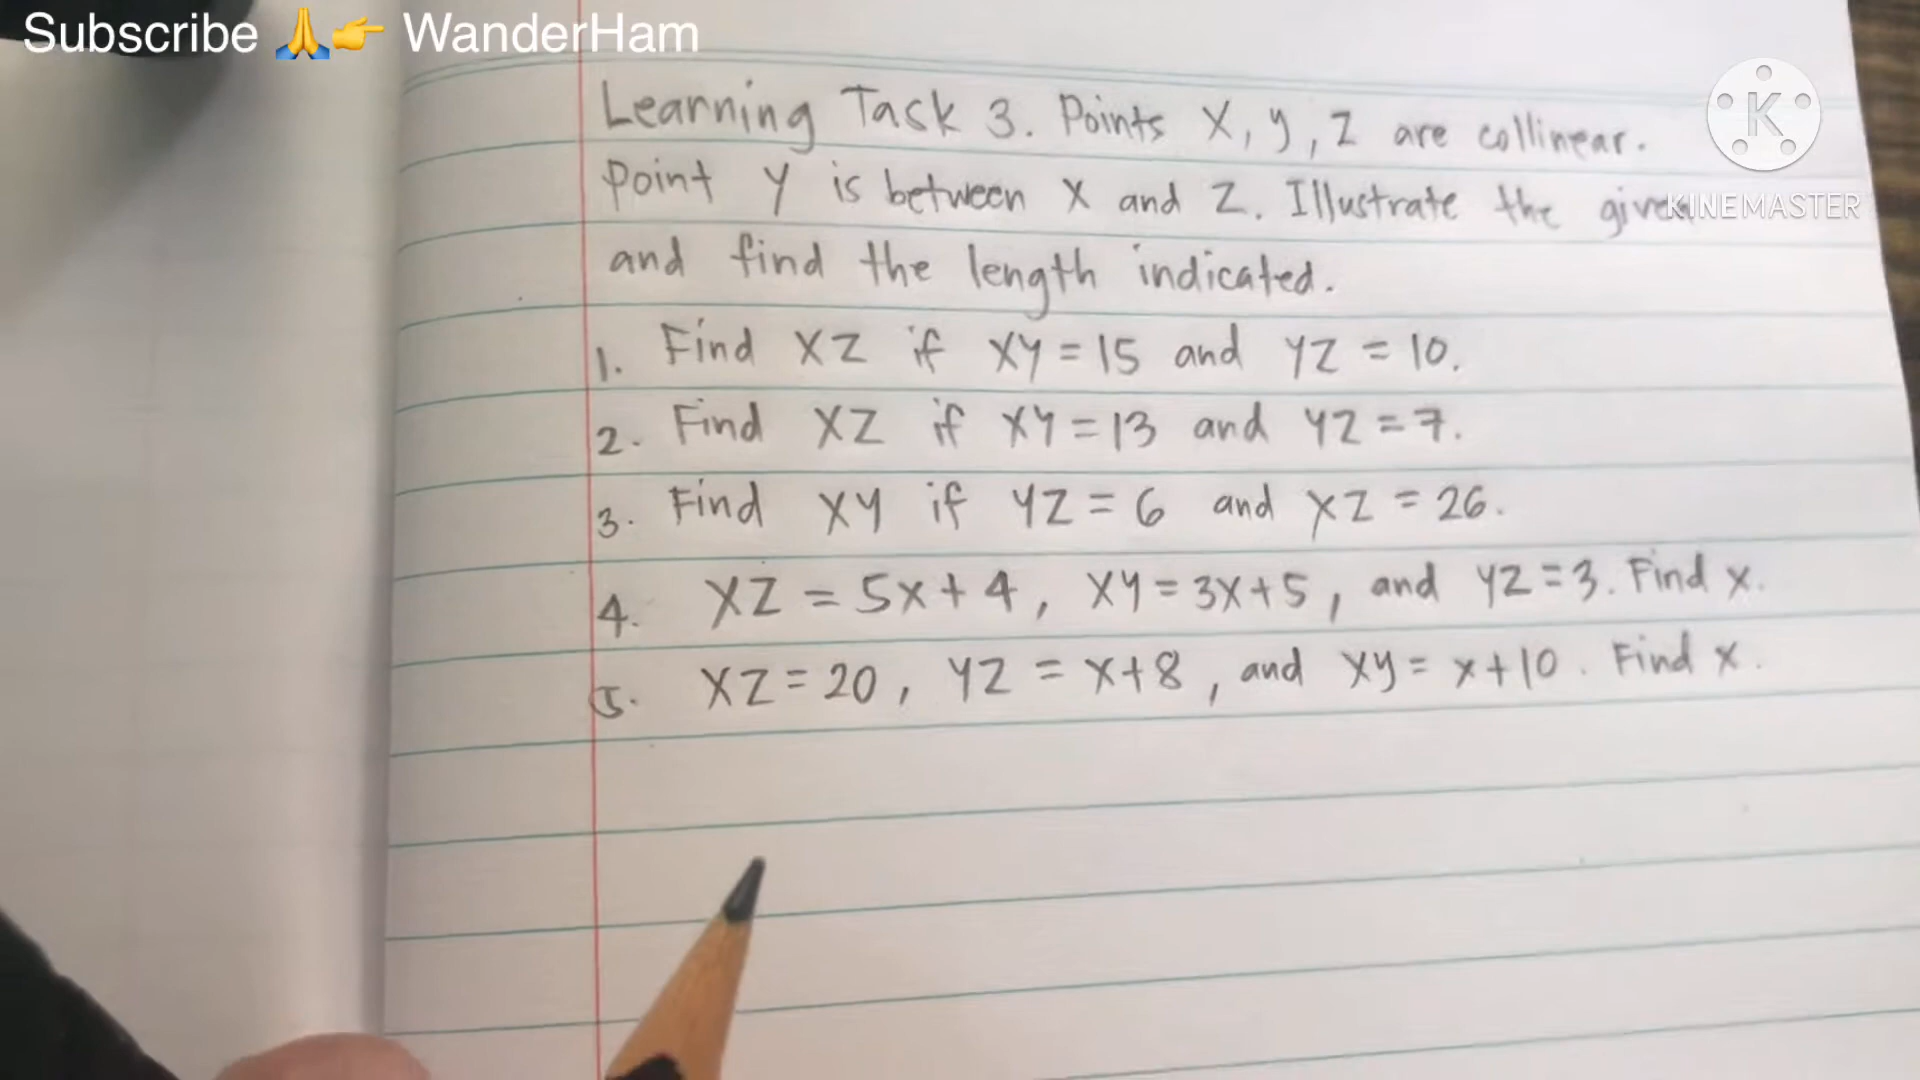 Subscribe 🙏👉 WanderHam
Learning Task 3. Points X, Y, Z are collinear.
Point Y is between X and Z. Illustrate the given
KINEMASTER
and find the length indicated.
1. Find XZ if XY = 15 and YZ = 10.
2. Find XZ if XY = 13 and YZ = 7.
3. Find XY if YZ = 6 and XZ = 26.
4. XZ = 5x + 4, XY = 3x + 5, and YZ = 3. Find x.
5. XZ = 20, YZ = x + 8, and XY = x + 10. Find x.